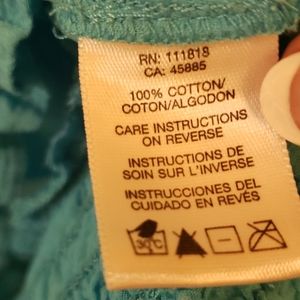 RN: 111818
CA: 45885
100% COTTON/
COTON/ALGODON
CARE INSTRUCTIONS
ON REVERSE
INSTRUCTIONS DE
SOIN SUR L'INVERSE
INSTRUCCIONES DEL
CUIDADO EN REVÉS
30°C